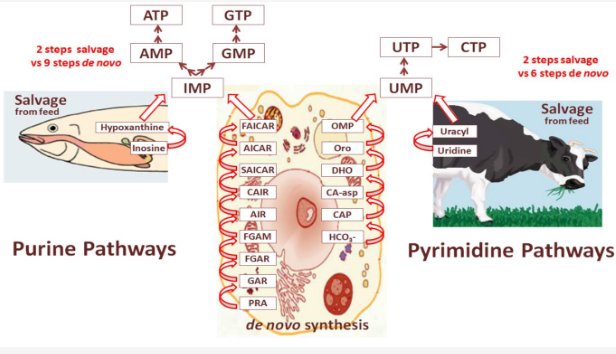 ATP
GTP
AMP
GMP
IMP
2 steps salvage
vs 9 steps de novo
Salvage
from feed
Hypoxanthine
Inosine
Purine Pathways
FAICAR
AICAR
SAICAR
CAIR
AIR
FGAM
FGAR
GAR
PRA
OMP
Oro
DHO
CA-asp
CAP
HCO₃⁻
de novo synthesis
UTP
CTP
UMP
2 steps salvage
vs 6 steps de novo
Salvage
from feed
Uracyl
Uridine
Pyrimidine Pathways